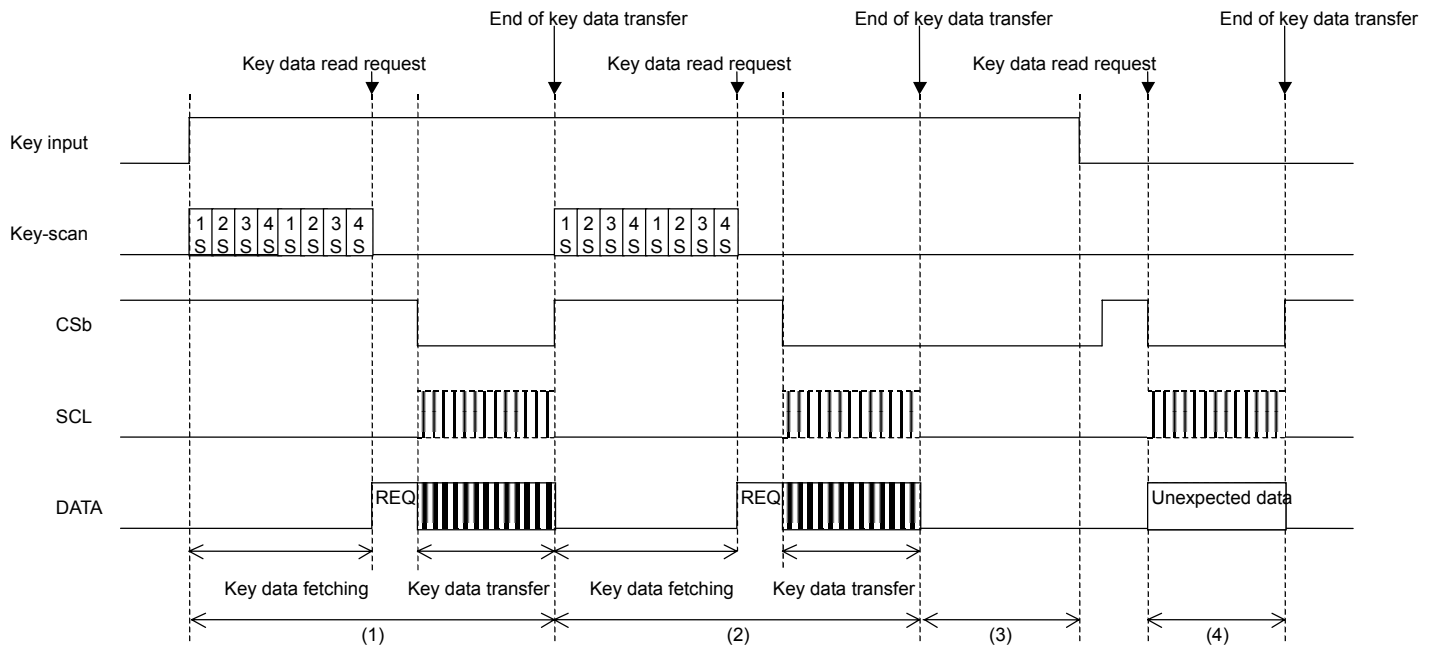 End of key data transfer End of key data transfer End of key data transfer
Key data read request Key data read request Key data read request
Key input
Key-scan
1 2 3 4 1 2 3 4 1 2 3 4 1 2 3 4
S S S S S S S S S S S S S S S S
CSb
SCL
DATA
REQ REQ Unexpected data
Key data fetching Key data transfer Key data fetching Key data transfer
(1) (2) (3) (4)